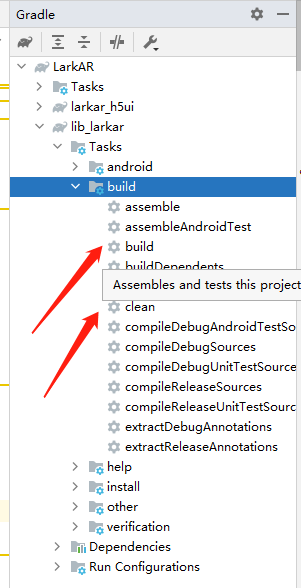 Gradle
LarkAR
Tasks
larkar_h5ui
lib_larkar
Tasks
android
build
assemble
assembleAndroidTest
build
buildDependents
Assembles and tests this project
clean
compileDebugAndroidTestSo
compileDebugSources
compileDebugUnitTestSource
compileReleaseSources
compileReleaseUnitTestSourc
extractDebugAnnotations
extractReleaseAnnotations
help
install
other
verification
Dependencies
Run Configurations